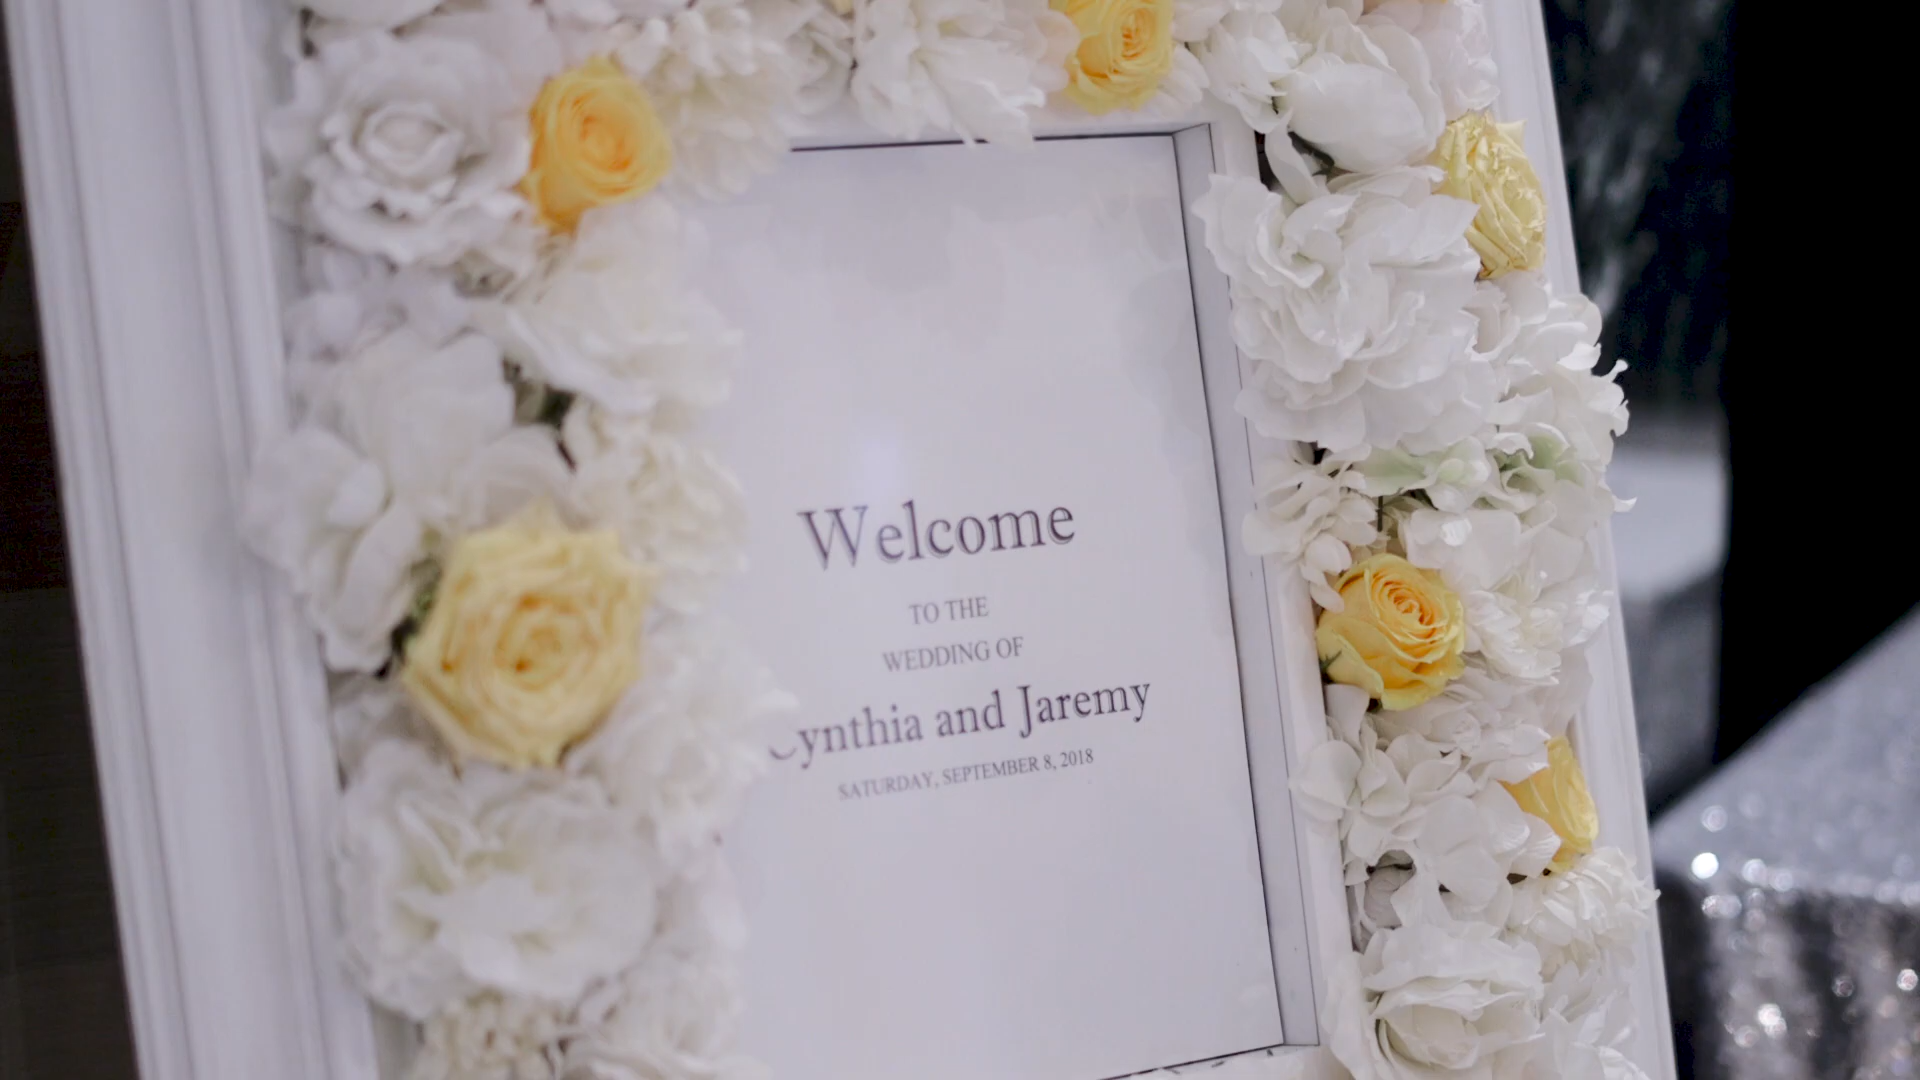 Welcome
TO THE
WEDDING OF
Cynthia and Jaremy
SATURDAY, SEPTEMBER 8, 2018